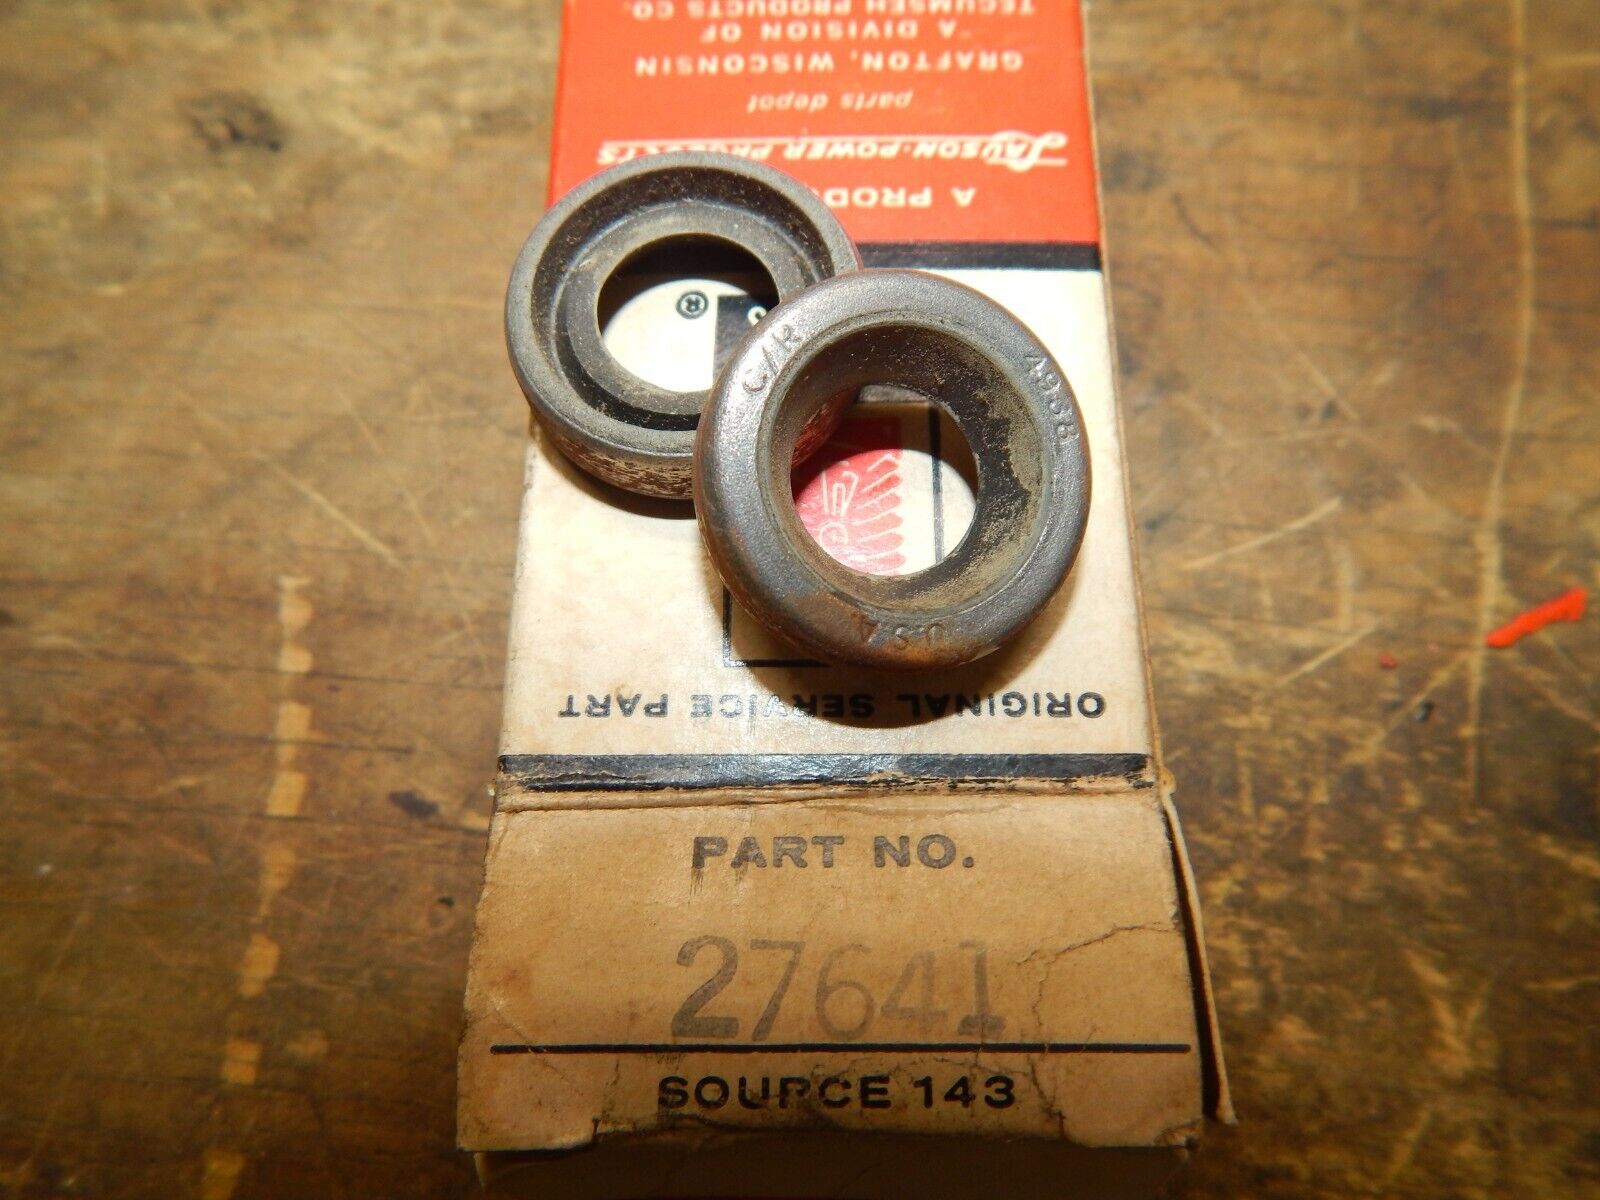 A PROD
LAUSON-POWER PRODUCTS
parts depot
GRAFTON, WISCONSIN
A DIVISION OF
TECUMSEH PRODUCTS CO.
®
C/R
4938
U.S.A.
ORIGINAL SERVICE PART
PART NO.
27641
SOURCE 143